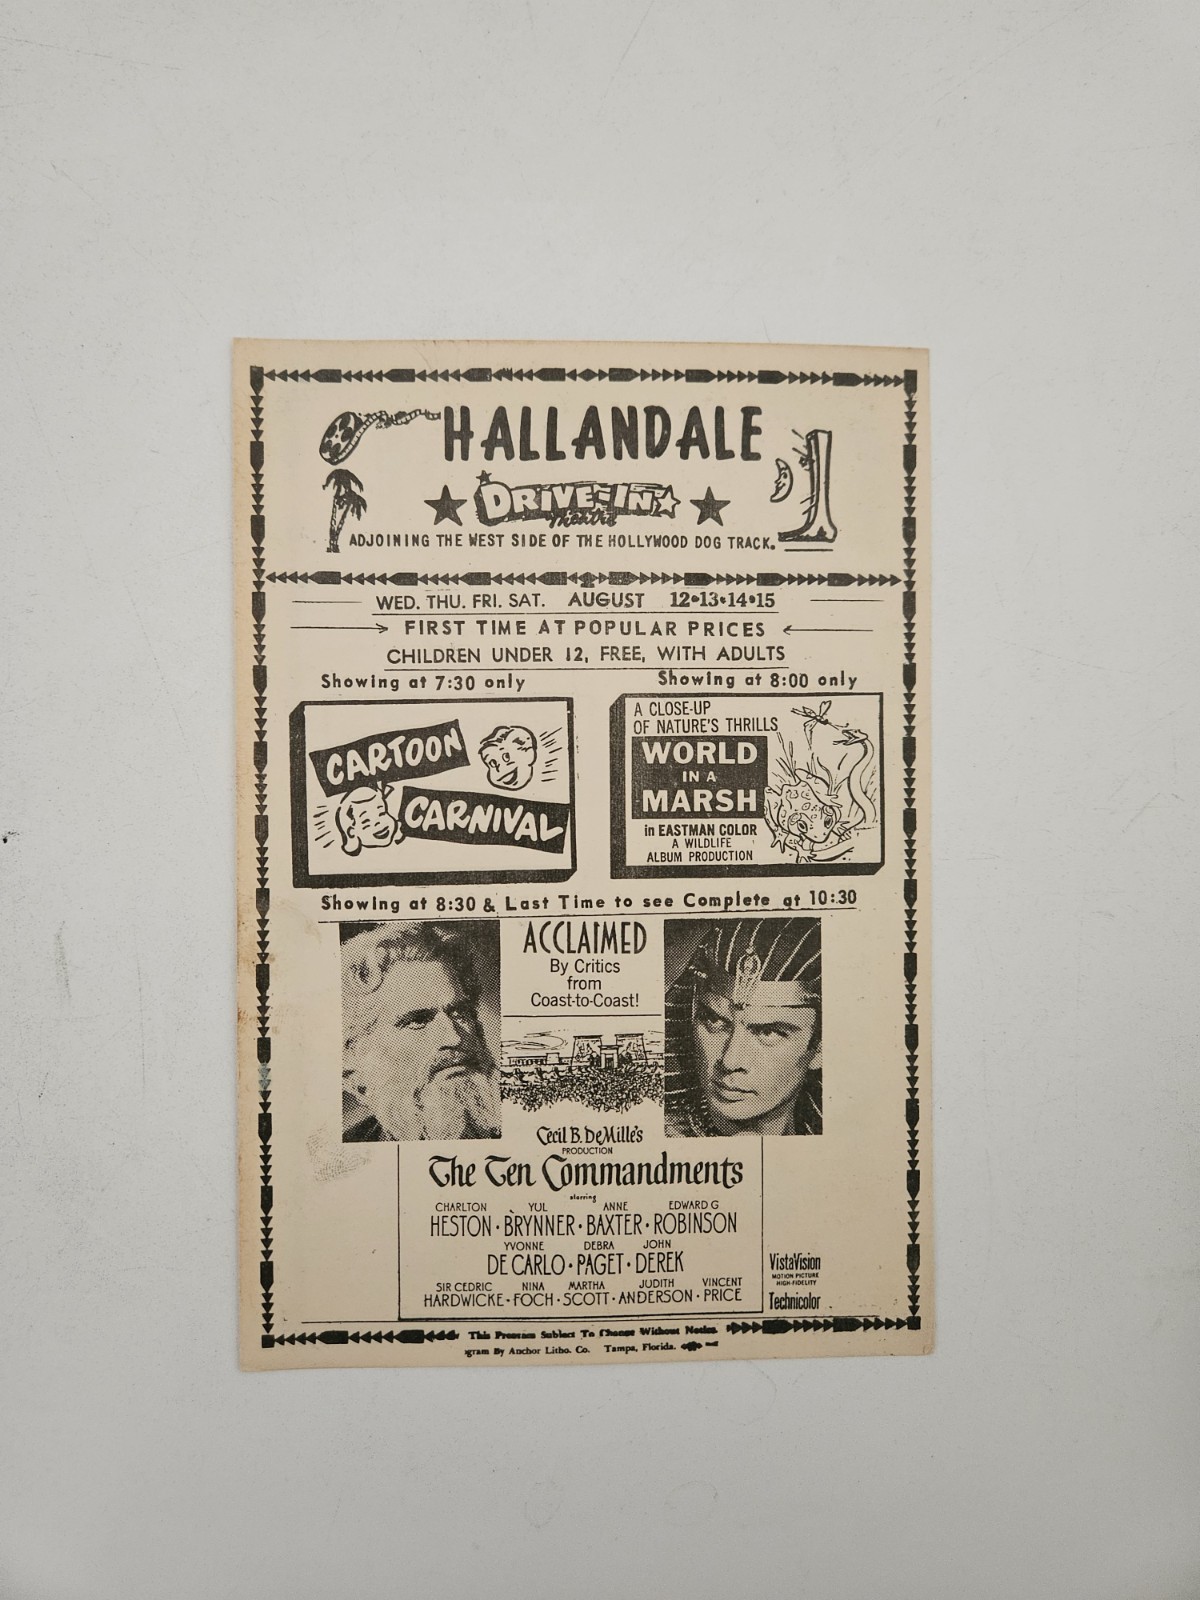 HALLANDALE
DRIVE-IN
Theatre
ADJOINING THE WEST SIDE OF THE HOLLYWOOD DOG TRACK.
WED. THU. FRI. SAT. AUGUST 12•13•14•15
FIRST TIME AT POPULAR PRICES
CHILDREN UNDER 12, FREE, WITH ADULTS
Showing at 7:30 only
CARTOON
CARNIVAL
Showing at 8:00 only
A CLOSE-UP
OF NATURE'S THRILLS
WORLD
IN A
MARSH
in EASTMAN COLOR
A WILDLIFE
ALBUM PRODUCTION
Showing at 8:30 & Last Time to see Complete at 10:30
ACCLAIMED
By Critics
from
Coast-to-Coast!
Cecil B. DeMille's
PRODUCTION
The Ten Commandments
starring
CHARLTON YUL ANNE EDWARD G
HESTON • BRYNNER • BAXTER • ROBINSON
YVONNE DEBRA JOHN
DE CARLO • PAGET • DEREK
SIR CEDRIC NINA MARTHA JUDITH VINCENT
HARDWICKE • FOCH • SCOTT • ANDERSON • PRICE
VistaVision
MOTION PICTURE
HIGH-FIDELITY
Technicolor
This Program Subject To Change Without Notice.
gram By Anchor Litho. Co. Tampa, Florida.